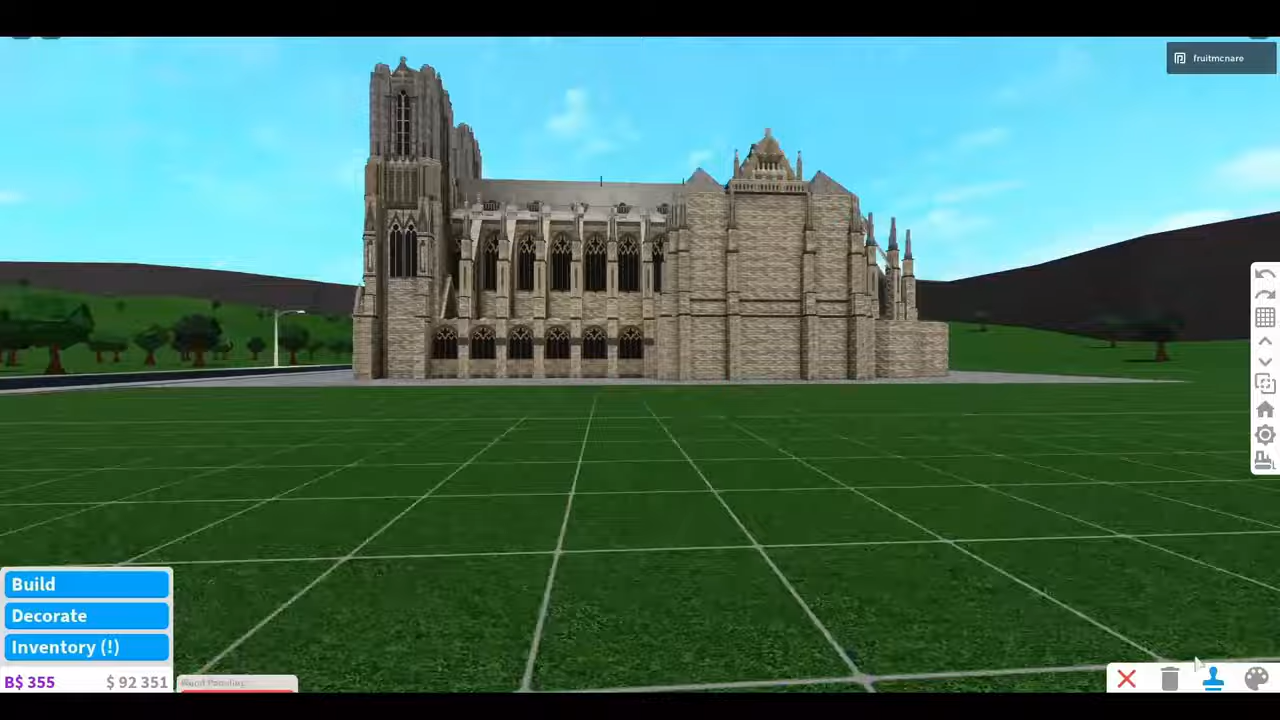 fruitmcnare
Build
Decorate
Inventory (!)
B$ 355
$ 92 351